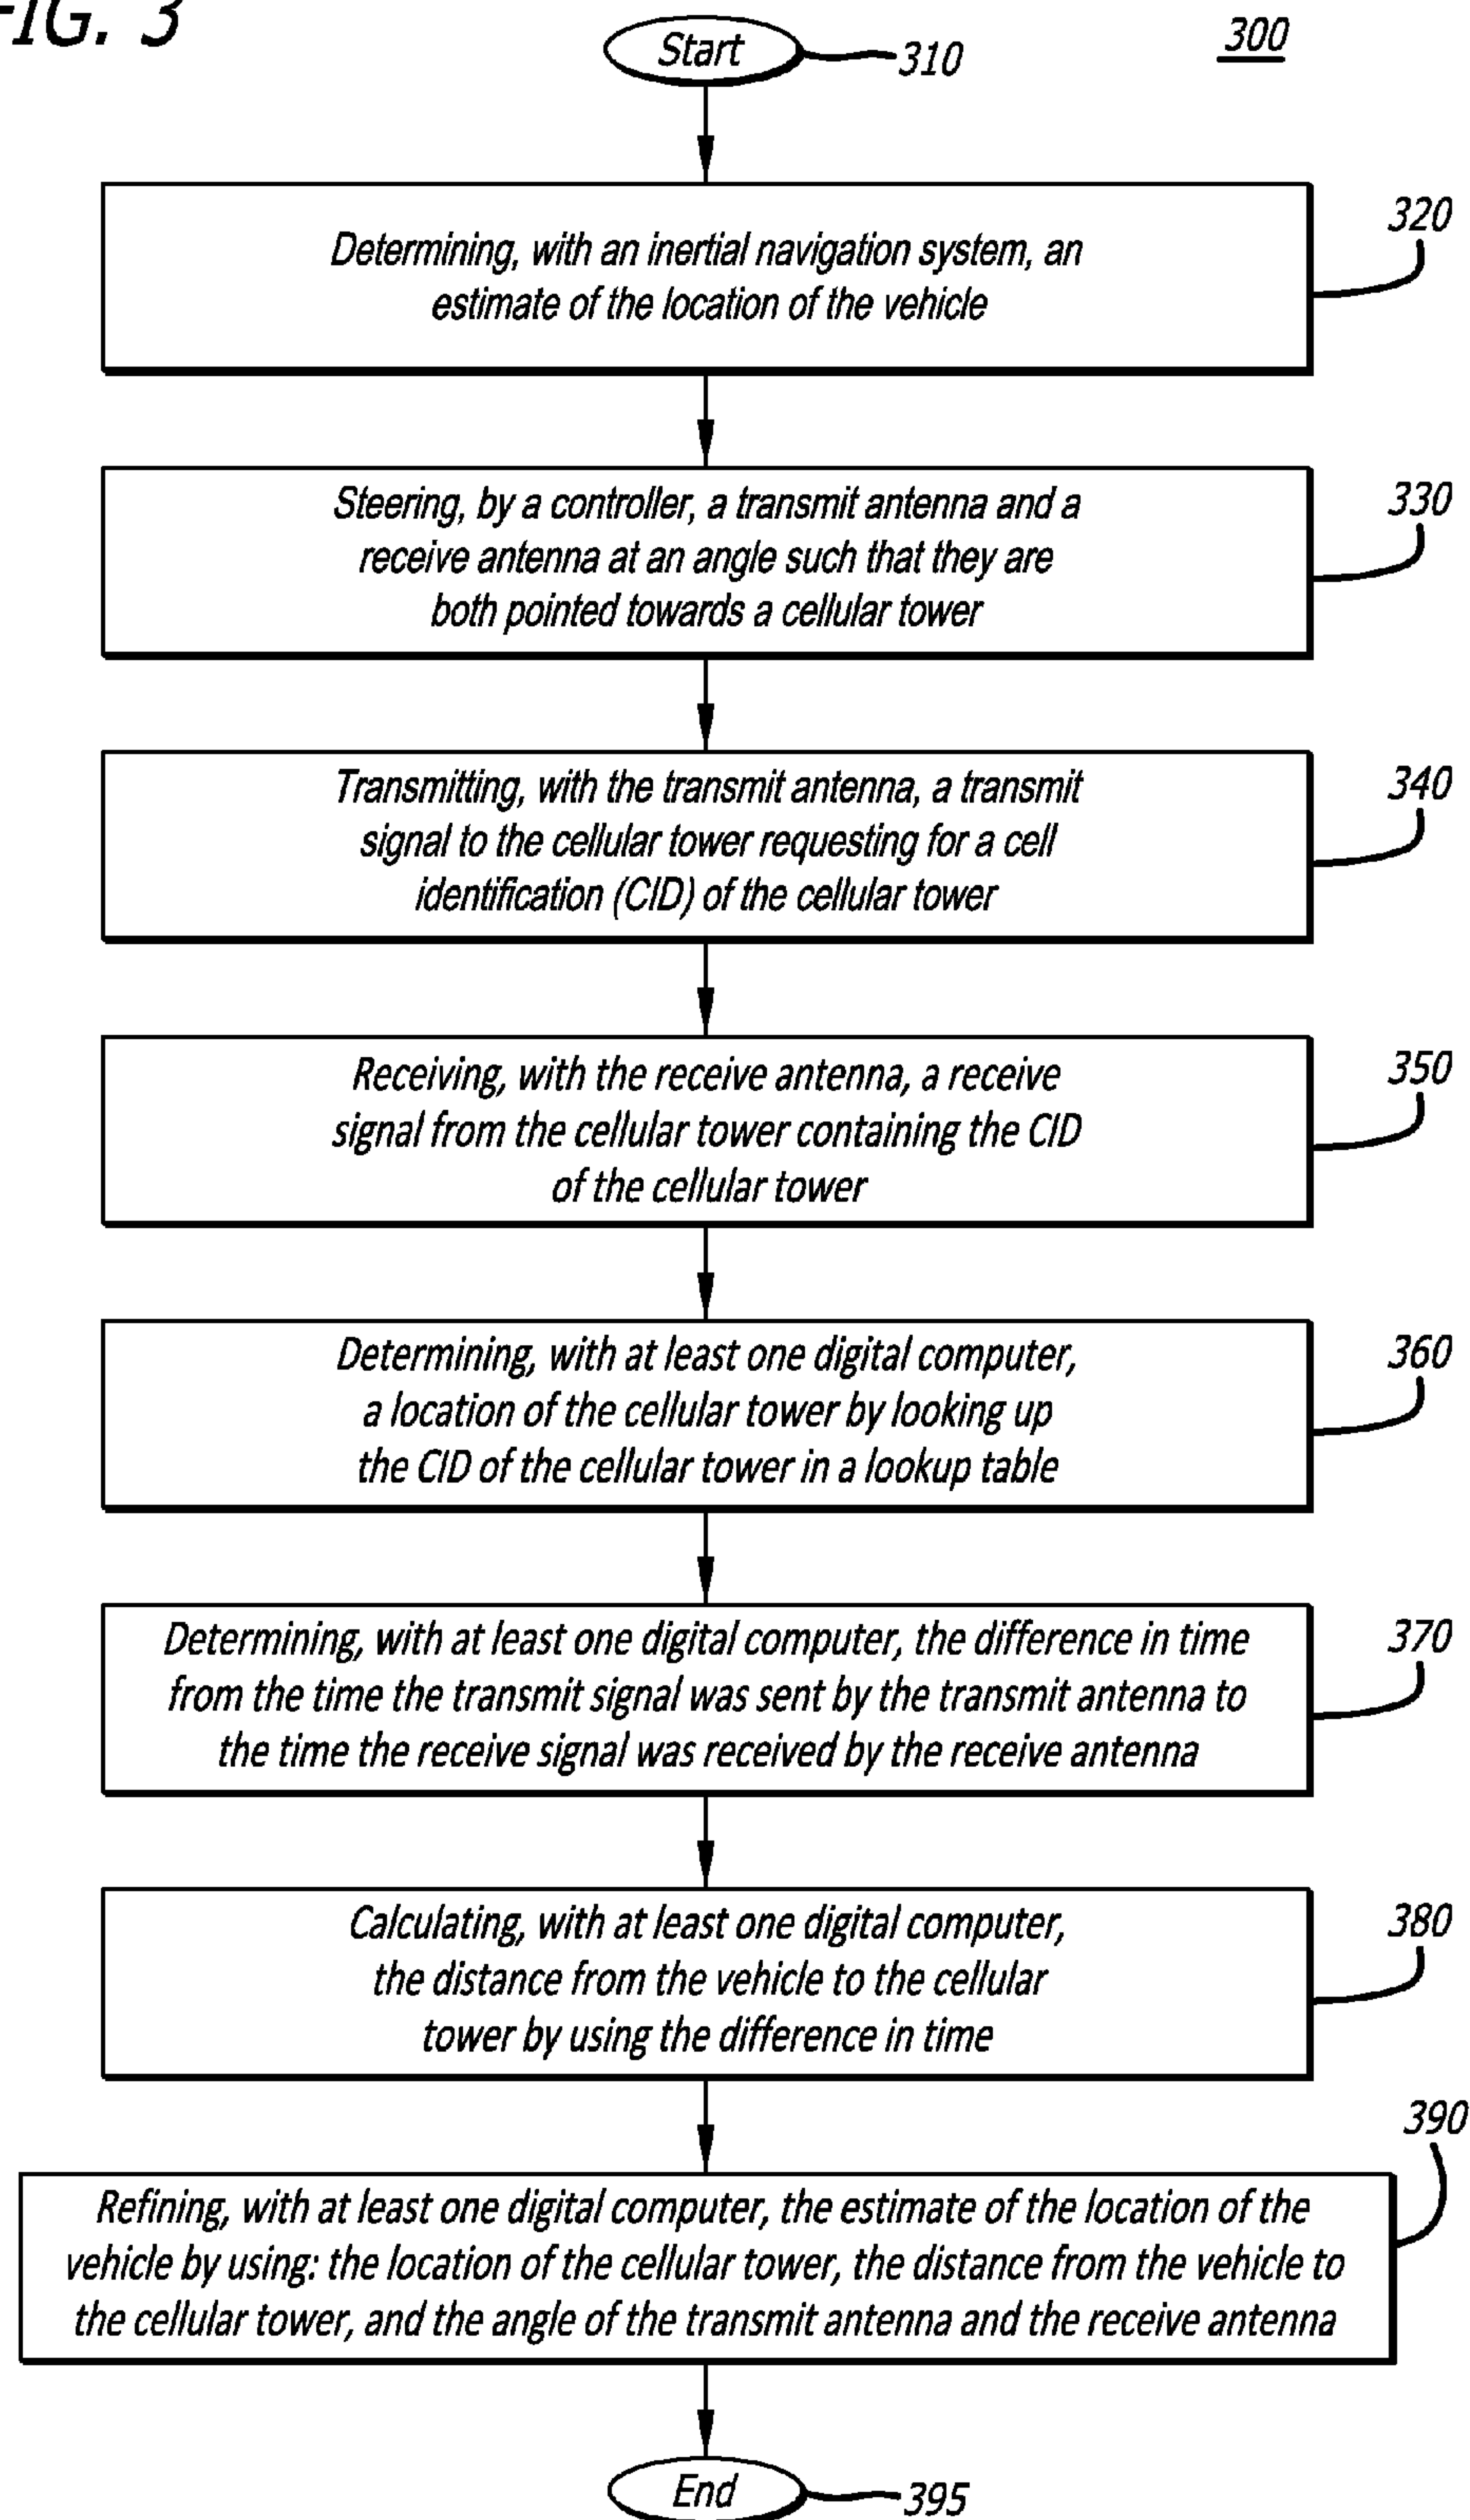 FIG. 3
300
Start
310
320
Determining, with an inertial navigation system, an
estimate of the location of the vehicle
330
Steering, by a controller, a transmit antenna and a
receive antenna at an angle such that they are
both pointed towards a cellular tower
340
Transmitting, with the transmit antenna, a transmit
signal to the cellular tower requesting for a cell
identification (CID) of the cellular tower
350
Receiving, with the receive antenna, a receive
signal from the cellular tower containing the CID
of the cellular tower
360
Determining, with at least one digital computer,
a location of the cellular tower by looking up
the CID of the cellular tower in a lookup table
370
Determining, with at least one digital computer, the difference in time
from the time the transmit signal was sent by the transmit antenna to
the time the receive signal was received by the receive antenna
380
Calculating, with at least one digital computer,
the distance from the vehicle to the cellular
tower by using the difference in time
390
Refining, with at least one digital computer, the estimate of the location of the
vehicle by using: the location of the cellular tower, the distance from the vehicle to
the cellular tower, and the angle of the transmit antenna and the receive antenna
End
395